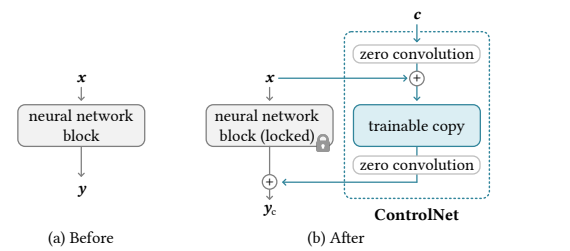 x
neural network
block
y
(a) Before
x
neural network
block (locked)
y_c
c
zero convolution
+
trainable copy
zero convolution
+
ControlNet
(b) After